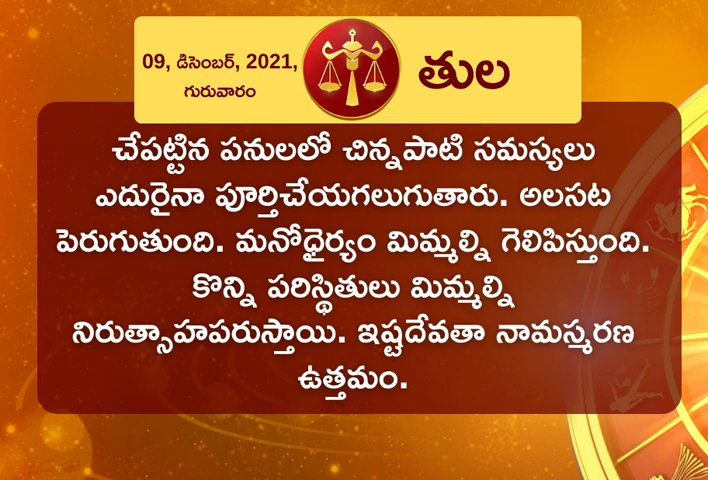 09, డిసెంబర్, 2021,
గురువారం
తుల
చేపట్టిన పనులలో చిన్నపాటి సమస్యలు
ఎదురైనా పూర్తిచేయగలుగుతారు. అలసట
పెరుగుతుంది. మనోధైర్యం మిమ్మల్ని గెలిపిస్తుంది.
కొన్ని పరిస్థితులు మిమ్మల్ని
నిరుత్సాహపరుస్తాయి. ఇష్టదేవతా నామస్మరణ
ఉత్తమం.